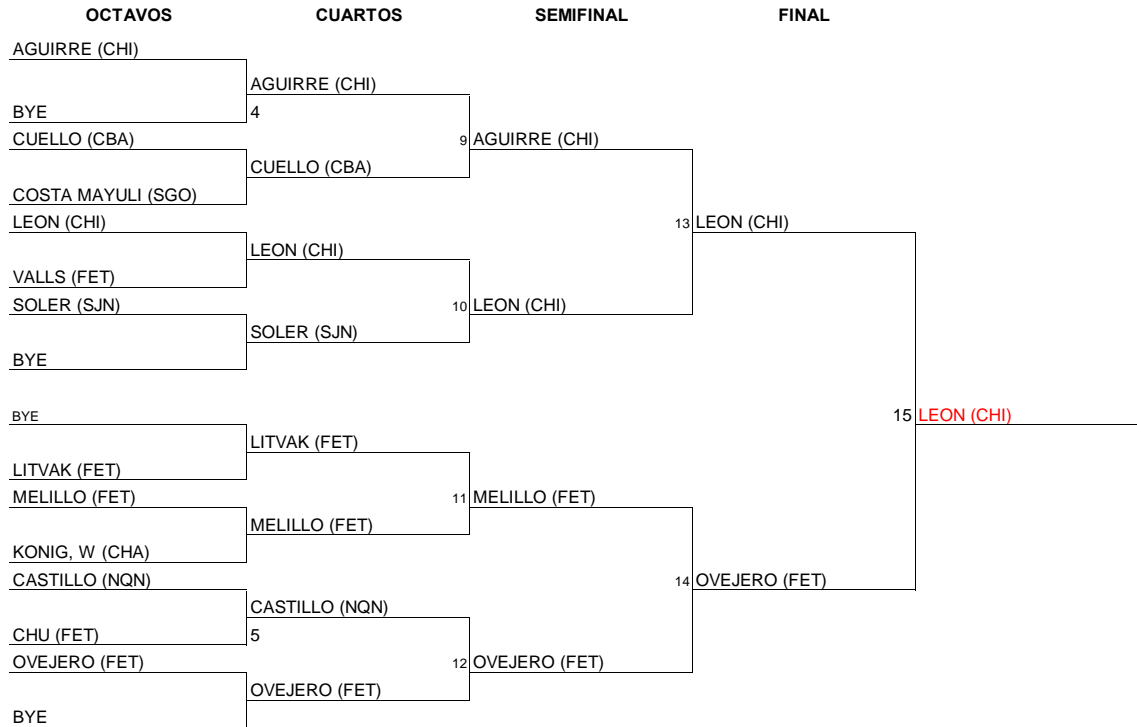 OCTAVOS CUARTOS SEMIFINAL FINAL
AGUIRRE (CHI)
AGUIRRE (CHI)
BYE 4
CUELLO (CBA) 9 AGUIRRE (CHI)
CUELLO (CBA)
COSTA MAYULI (SGO)
LEON (CHI) 13 LEON (CHI)
LEON (CHI)
VALLS (FET)
SOLER (SJN) 10 LEON (CHI)
SOLER (SJN)
BYE
BYE 15 LEON (CHI)
LITVAK (FET)
LITVAK (FET)
MELILLO (FET) 11 MELILLO (FET)
MELILLO (FET)
KONIG, W (CHA)
CASTILLO (NQN) 14 OVEJERO (FET)
CASTILLO (NQN)
CHU (FET) 5
OVEJERO (FET) 12 OVEJERO (FET)
OVEJERO (FET)
BYE